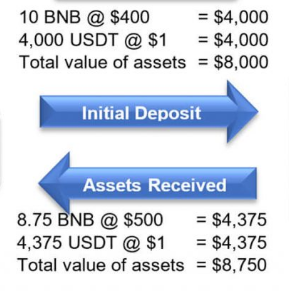 10 BNB @ $400 = $4,000
4,000 USDT @ $1 = $4,000
Total value of assets = $8,000
Initial Deposit
Assets Received
8.75 BNB @ $500 = $4,375
4,375 USDT @ $1 = $4,375
Total value of assets = $8,750